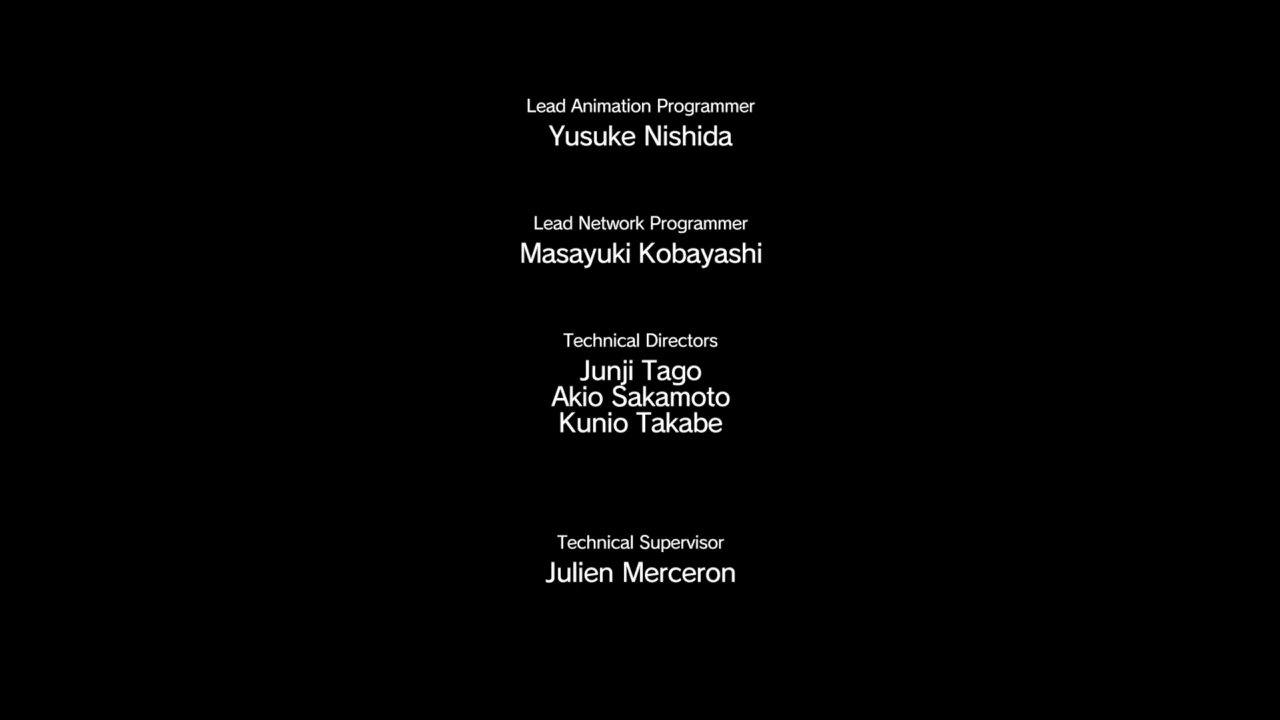 Lead Animation Programmer
Yusuke Nishida
Lead Network Programmer
Masayuki Kobayashi
Technical Directors
Junji Tago
Akio Sakamoto
Kunio Takabe
Technical Supervisor
Julien Merceron